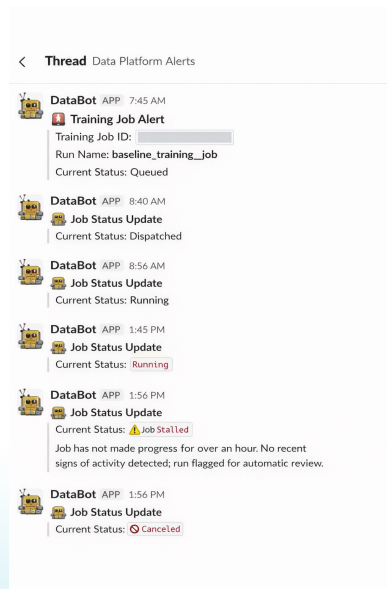 Thread Data Platform Alerts
DataBot APP 7:45 AM
Training Job Alert
Training Job ID:
Run Name: baseline_training__job
Current Status: Queued
DataBot APP 8:40 AM
Job Status Update
Current Status: Dispatched
DataBot APP 8:56 AM
Job Status Update
Current Status: Running
DataBot APP 1:45 PM
Job Status Update
Current Status: Running
DataBot APP 1:56 PM
Job Status Update
Current Status: ⚠️Job Stalled
Job has not made progress for over an hour. No recent
signs of activity detected; run flagged for automatic review.
DataBot APP 1:56 PM
Job Status Update
Current Status: Canceled